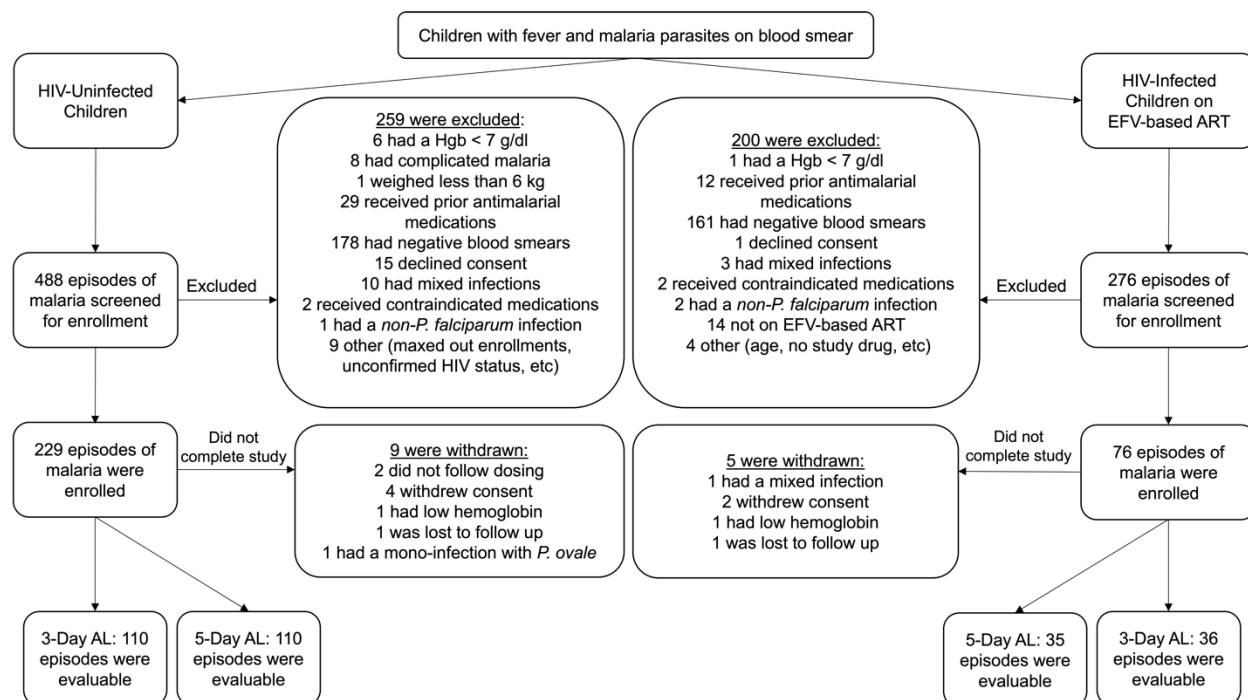 Children with fever and malaria parasites on blood smear
HIV-Uninfected
Children
HIV-Infected
Children on
EFV-based ART
259 were excluded:
6 had a Hgb < 7 g/dl
8 had complicated malaria
1 weighed less than 6 kg
29 received prior antimalarial
medications
178 had negative blood smears
15 declined consent
10 had mixed infections
2 received contraindicated medications
1 had a non-P. falciparum infection
9 other (maxed out enrollments,
unconfirmed HIV status, etc)
200 were excluded:
1 had a Hgb < 7 g/dl
12 received prior antimalarial
medications
161 had negative blood smears
1 declined consent
3 had mixed infections
2 received contraindicated medications
2 had a non-P. falciparum infection
14 not on EFV-based ART
4 other (age, no study drug, etc)
488 episodes of
malaria screened
for enrollment
Excluded
Excluded
276 episodes of
malaria screened
for enrollment
229 episodes of
malaria were
enrolled
Did not
complete study
9 were withdrawn:
2 did not follow dosing
4 withdrew consent
1 had low hemoglobin
1 was lost to follow up
1 had a mono-infection with P. ovale
5 were withdrawn:
1 had a mixed infection
2 withdrew consent
1 had low hemoglobin
1 was lost to follow up
Did not
complete study
76 episodes of
malaria were
enrolled
3-Day AL: 110
episodes were
evaluable
5-Day AL: 110
episodes were
evaluable
5-Day AL: 35
episodes were
evaluable
3-Day AL: 36
episodes were
evaluable